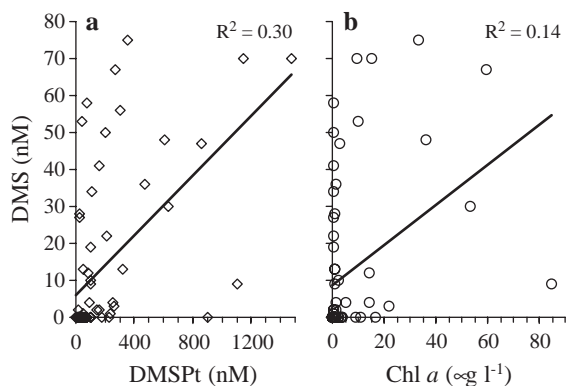 a
R² = 0.30
b
R² = 0.14
DMS (nM)
80
70
60
50
40
30
20
10
0
0 400 800 1200
DMSPt (nM)
0 20 40 60 80
Chl a (∝g l⁻¹)